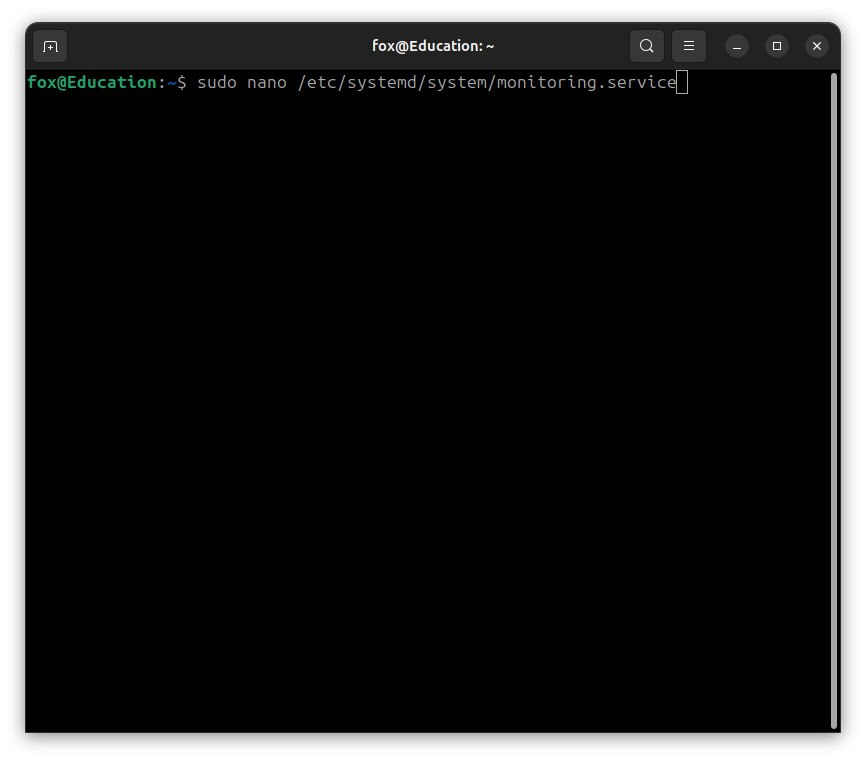 fox@Education: ~
fox@Education:~$ sudo nano /etc/systemd/system/monitoring.service